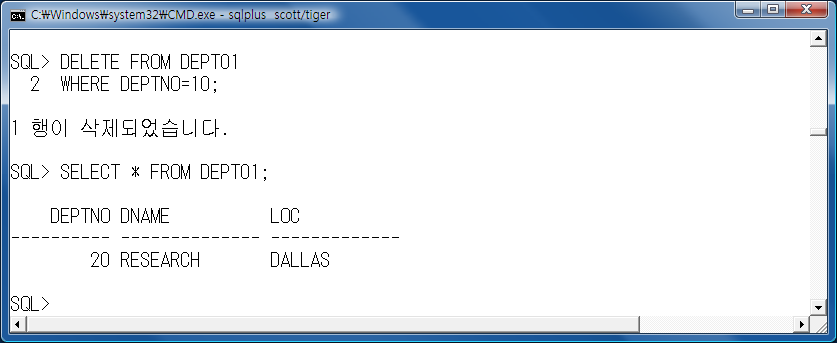 C:₩Windows₩system32₩CMD.exe - sqlplus  scott/tiger
SQL> DELETE FROM DEPT01
  2  WHERE DEPTNO=10;
1 행이 삭제되었습니다.
SQL> SELECT * FROM DEPT01;
    DEPTNO DNAME          LOC
---------- -------------- -------------
        20 RESEARCH       DALLAS
SQL>